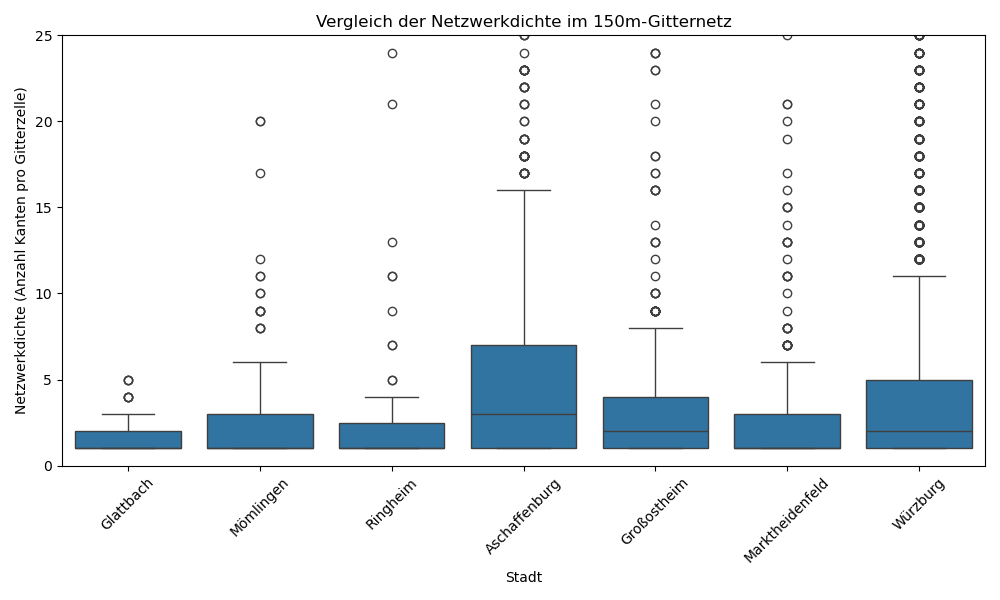 Vergleich der Netzwerkdichte im 150m-Gitternetz
Netzwerkdichte (Anzahl Kanten pro Gitterzelle)
25
20
15
10
5
0
Glattbach
Mömlingen
Ringheim
Aschaffenburg
Großostheim
Marktheidenfeld
Würzburg
Stadt